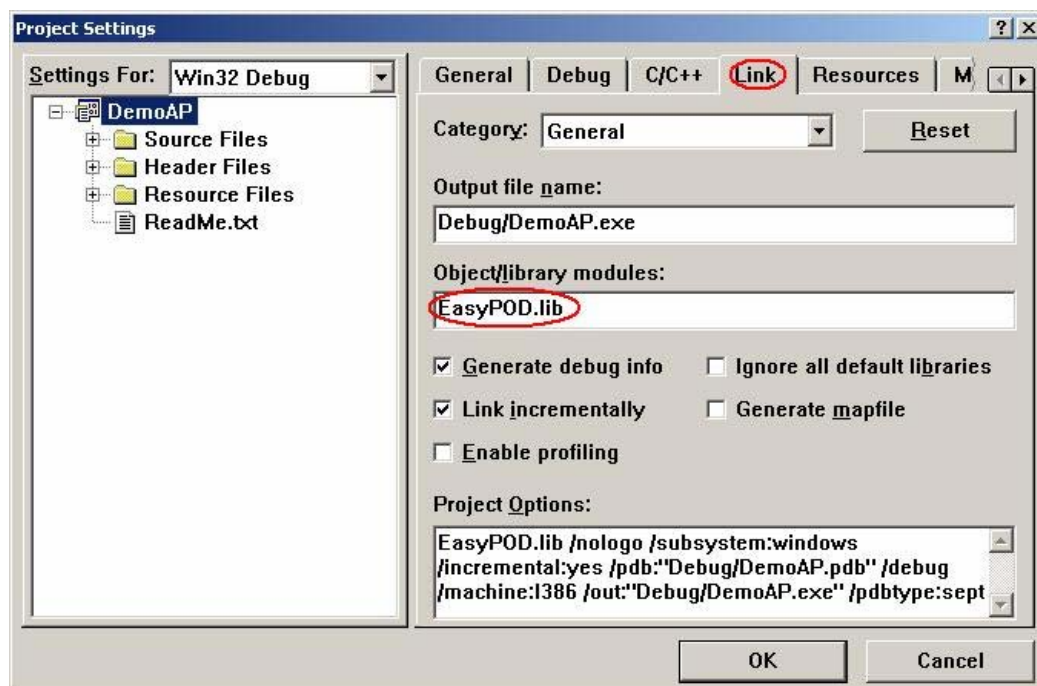 Project Settings
Settings For: Win32 Debug
DemoAP
Source Files
Header Files
Resource Files
ReadMe.txt
General Debug C/C++ Link Resources M
Category: General Reset
Output file name:
Debug/DemoAP.exe
Object/library modules:
EasyPOD.lib
Generate debug info Ignore all default libraries
Link incrementally Generate mapfile
Enable profiling
Project Options:
EasyPOD.lib /nologo /subsystem:windows
/incremental:yes /pdb:"Debug/DemoAP.pdb" /debug
/machine:I386 /out:"Debug/DemoAP.exe" /pdbtype:sept
OK Cancel